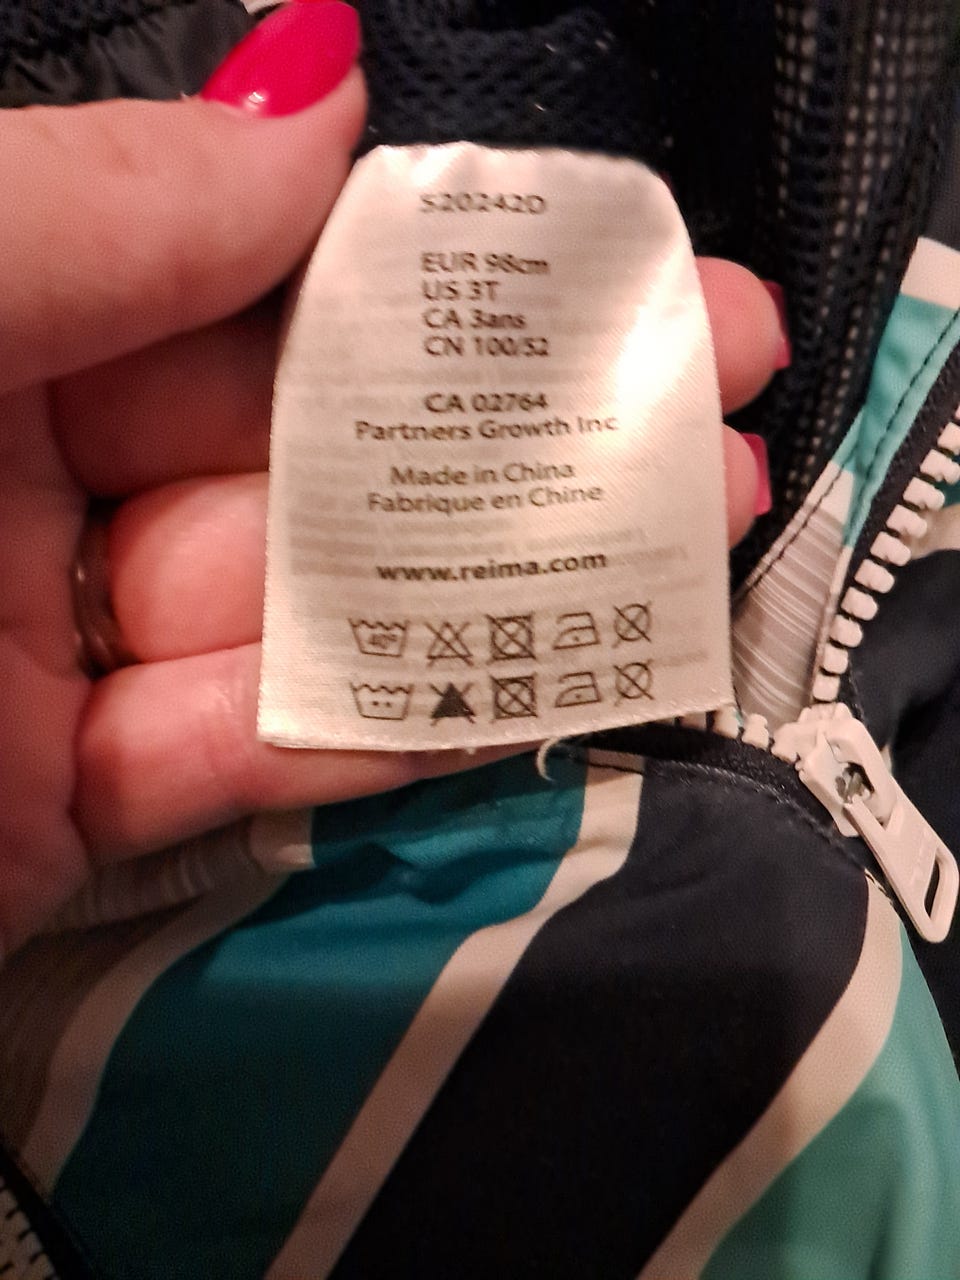 S20242D
EUR 98cm
US 3T
CA 3ans
CN 100/52
CA 02764
Partners Growth Inc
Made in China
Fabrique en Chine
www.reima.com
40º